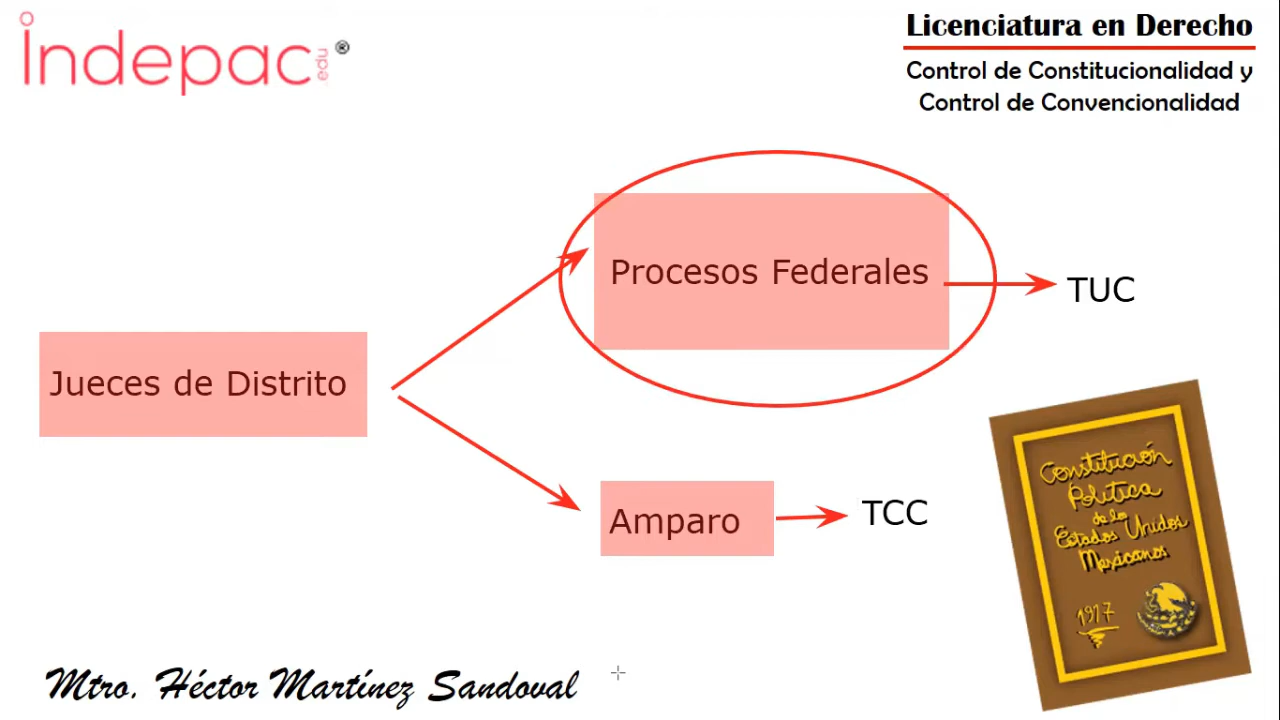 indepac.edu®
Licenciatura en Derecho
Control de Constitucionalidad y
Control de Convencionalidad
Procesos Federales
TUC
Jueces de Distrito
Amparo
TCC
Constitución
Política
de los
Estados Unidos
Mexicanos
1917
Mtro. Héctor Martínez Sandoval